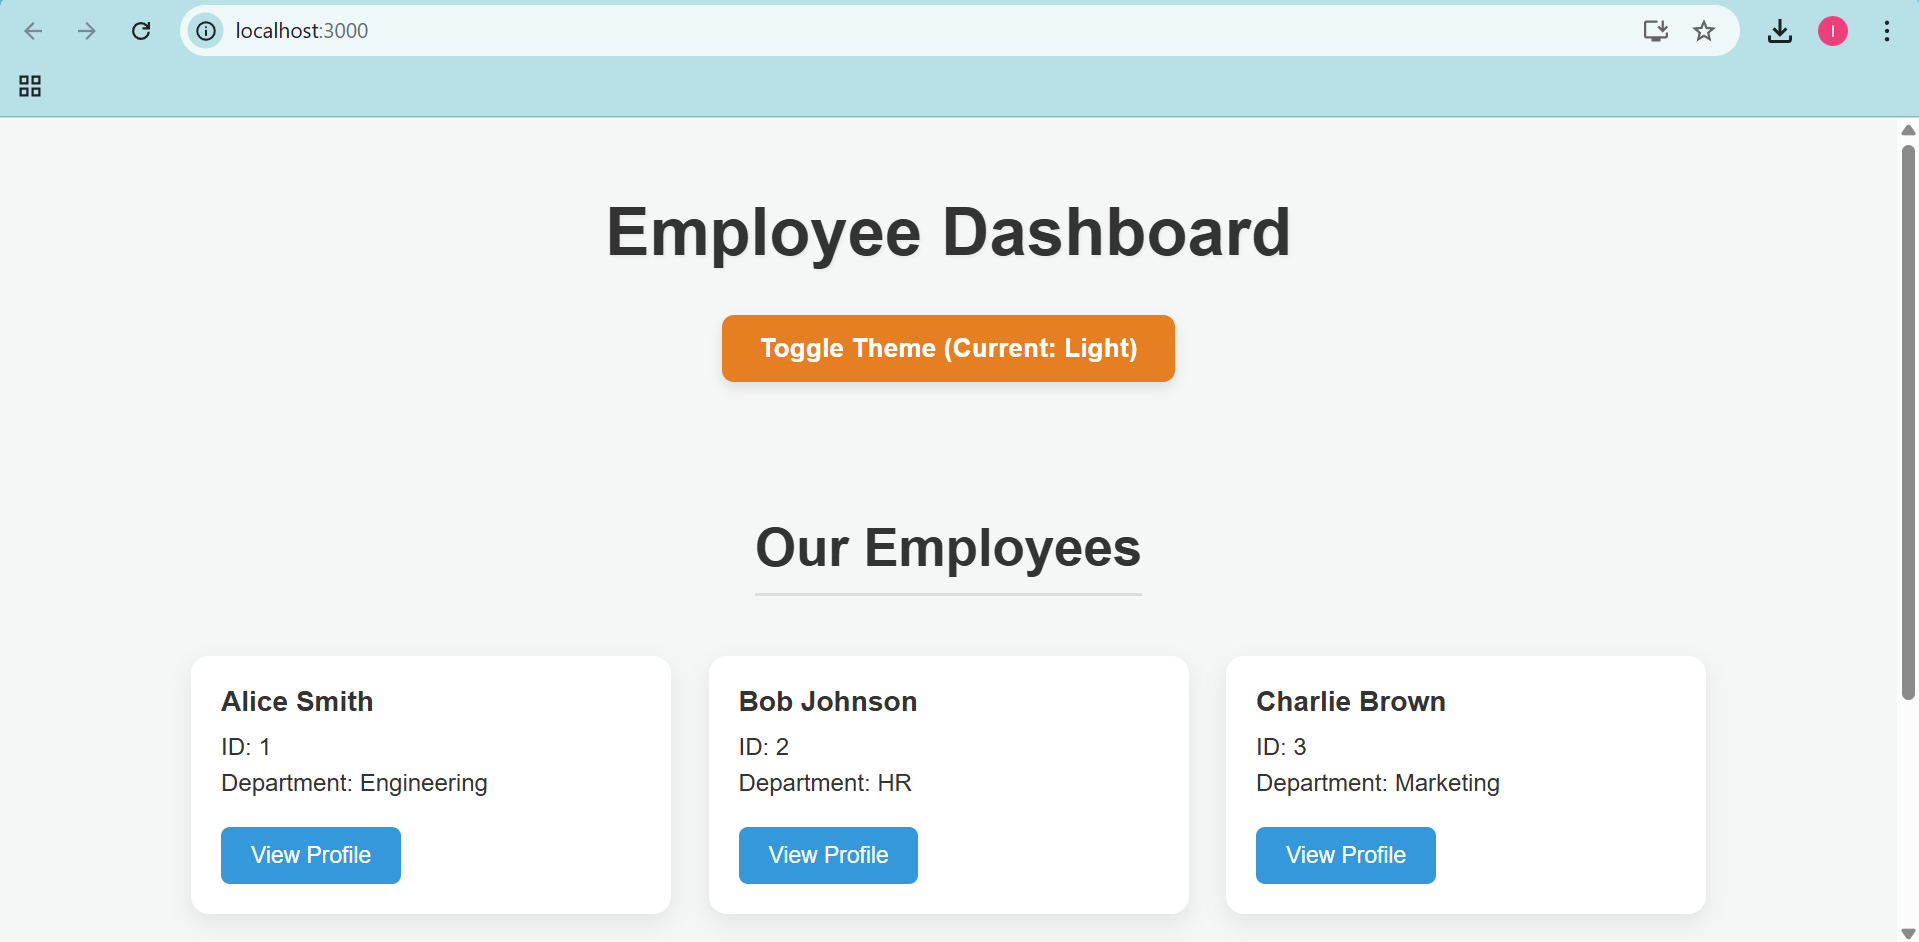 localhost:3000
I
Employee Dashboard
Toggle Theme (Current: Light)
Our Employees
Alice Smith
ID: 1
Department: Engineering
View Profile
Bob Johnson
ID: 2
Department: HR
View Profile
Charlie Brown
ID: 3
Department: Marketing
View Profile